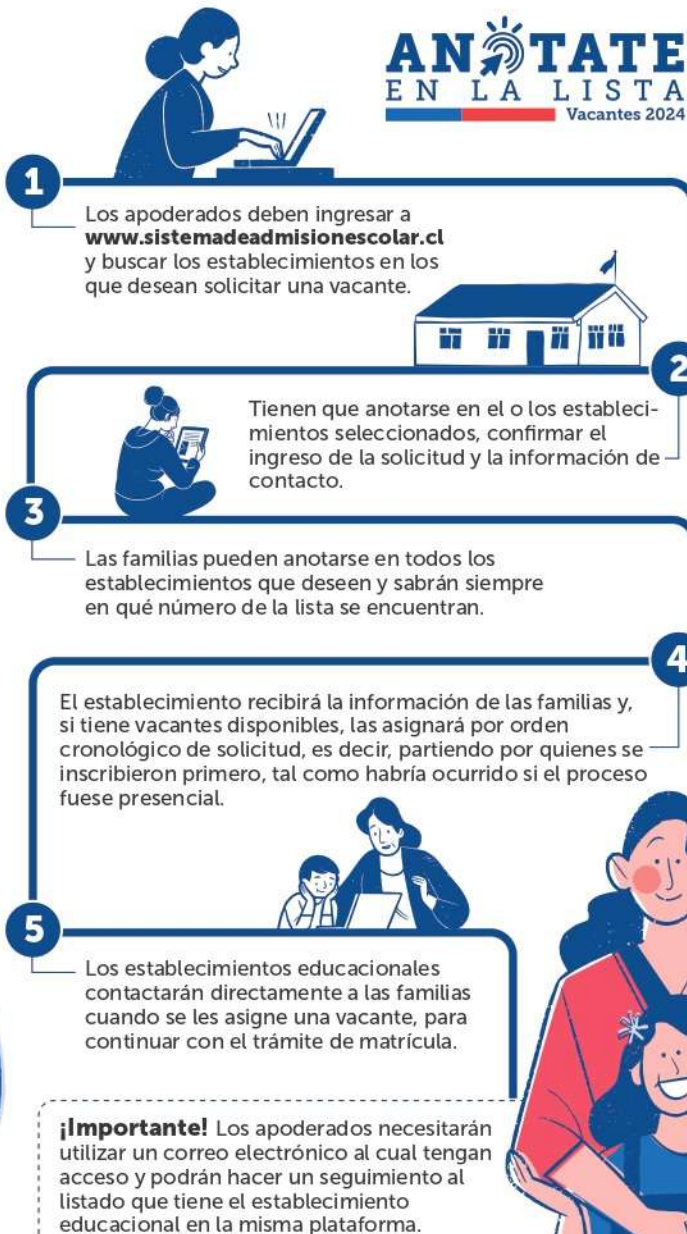 ANOTATE
EN LA LISTA
Vacantes 2024
1
Los apoderados deben ingresar a
www.sistemadeadmisionescolar.cl
y buscar los establecimientos en los
que desean solicitar una vacante.
2
Tienen que anotarse en el o los estableci-
mientos seleccionados, confirmar el
ingreso de la solicitud y la información de
contacto.
3
Las familias pueden anotarse en todos los
establecimientos que deseen y sabrán siempre
en qué número de la lista se encuentran.
4
El establecimiento recibirá la información de las familias y,
si tiene vacantes disponibles, las asignará por orden
cronológico de solicitud, es decir, partiendo por quienes se
inscribieron primero, tal como habría ocurrido si el proceso
fuese presencial.
5
Los establecimientos educacionales
contactarán directamente a las familias
cuando se les asigne una vacante, para
continuar con el trámite de matrícula.
¡Importante! Los apoderados necesitarán
utilizar un correo electrónico al cual tengan
acceso y podrán hacer un seguimiento al
listado que tiene el establecimiento
educacional en la misma plataforma.